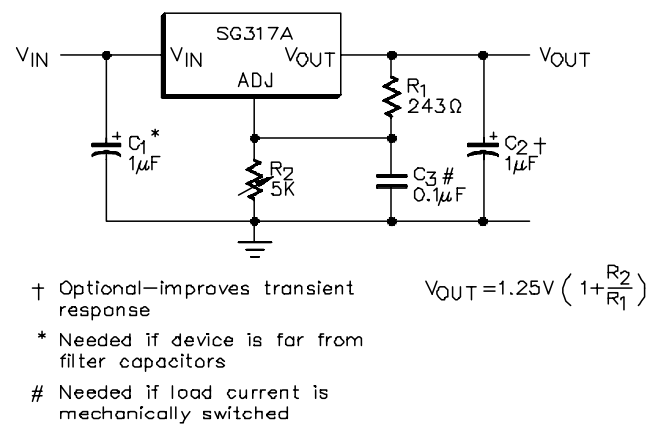 SG317A
VIN
VIN
VOUT
VOUT
ADJ
R1
243Ω
+
C1*
1µF
R2
5K
C3#
0.1µF
+
C2†
1µF
† Optional–improves transient
response
* Needed if device is far from
filter capacitors
# Needed if load current is
mechanically switched
VOUT=1.25V(1+R2/R1)